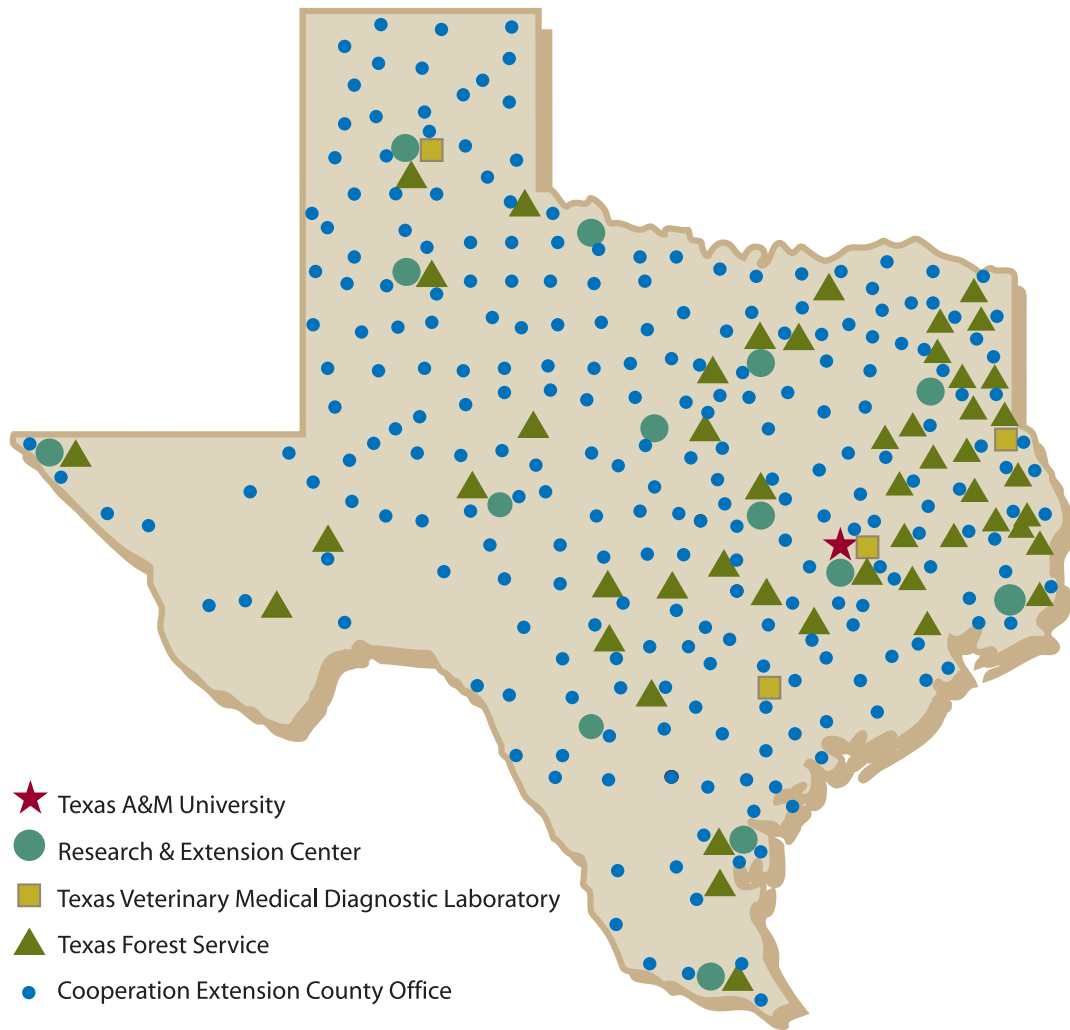 Texas A&M University
Research & Extension Center
Texas Veterinary Medical Diagnostic Laboratory
Texas Forest Service
Cooperation Extension County Office